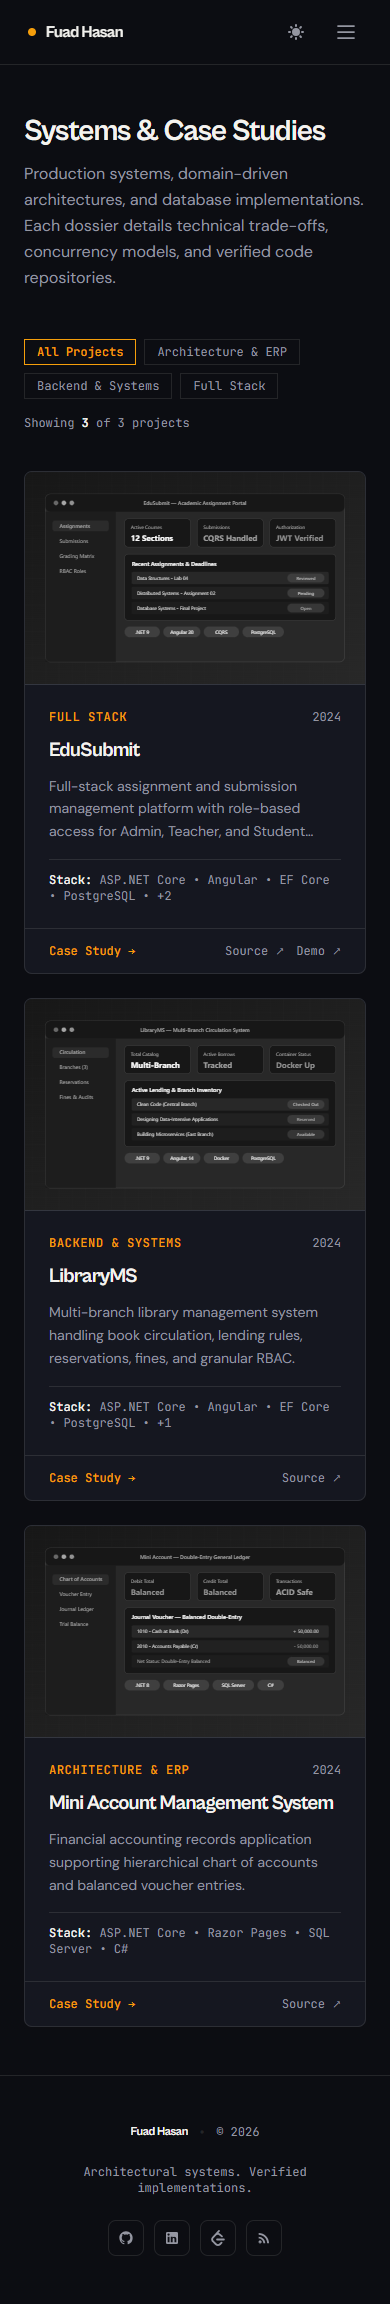 Fuad Hasan
Systems & Case Studies
Production systems, domain-driven
architectures, and database implementations.
Each dossier details technical trade-offs,
concurrency models, and verified code
repositories.
All Projects
Architecture & ERP
Backend & Systems
Full Stack
Showing 3 of 3 projects
EduSubmit — Academic Assignment Portal
Assignments
Submissions
Grading Matrix
RBAC Roles
Active Courses
12 Sections
Submissions
CQRS Handled
Authorization
JWT Verified
Recent Assignments & Deadlines
Data Structures – Lab 04
Reviewed
Distributed Systems – Assignment 02
Pending
Database Systems – Final Project
Open
.NET 9
Angular 20
CQRS
PostgreSQL
FULL STACK
2024
EduSubmit
Full-stack assignment and submission
management platform with role-based
access for Admin, Teacher, and Student…
Stack: ASP.NET Core • Angular • EF Core
• PostgreSQL • +2
Case Study →
Source ↗
Demo ↗
LibraryMS — Multi-Branch Circulation System
Circulation
Branches (3)
Reservations
Fines & Audits
Total Catalog
Multi-Branch
Active Borrows
Tracked
Container Status
Docker Up
Active Lending & Branch Inventory
Clean Code (Central Branch)
Checked Out
Designing Data-Intensive Applications
Reserved
Building Microservices (East Branch)
Available
.NET 9
Angular 14
Docker
PostgreSQL
BACKEND & SYSTEMS
2024
LibraryMS
Multi-branch library management system
handling book circulation, lending rules,
reservations, fines, and granular RBAC.
Stack: ASP.NET Core • Angular • EF Core
• PostgreSQL • +1
Case Study →
Source ↗
Mini Account — Double-Entry General Ledger
Chart of Accounts
Voucher Entry
Journal Ledger
Trial Balance
Debit Total
Balanced
Credit Total
Balanced
Transactions
ACID Safe
Journal Voucher — Balanced Double-Entry
1010 – Cash at Bank (Dr)
+ 50,000.00
2010 – Accounts Payable (Cr)
- 50,000.00
Net Status: Double-Entry Balanced
Balanced
.NET 8
Razor Pages
SQL Server
C#
ARCHITECTURE & ERP
2024
Mini Account Management System
Financial accounting records application
supporting hierarchical chart of accounts
and balanced voucher entries.
Stack: ASP.NET Core • Razor Pages • SQL
Server • C#
Case Study →
Source ↗
Fuad Hasan • © 2026
Architectural systems. Verified
implementations.